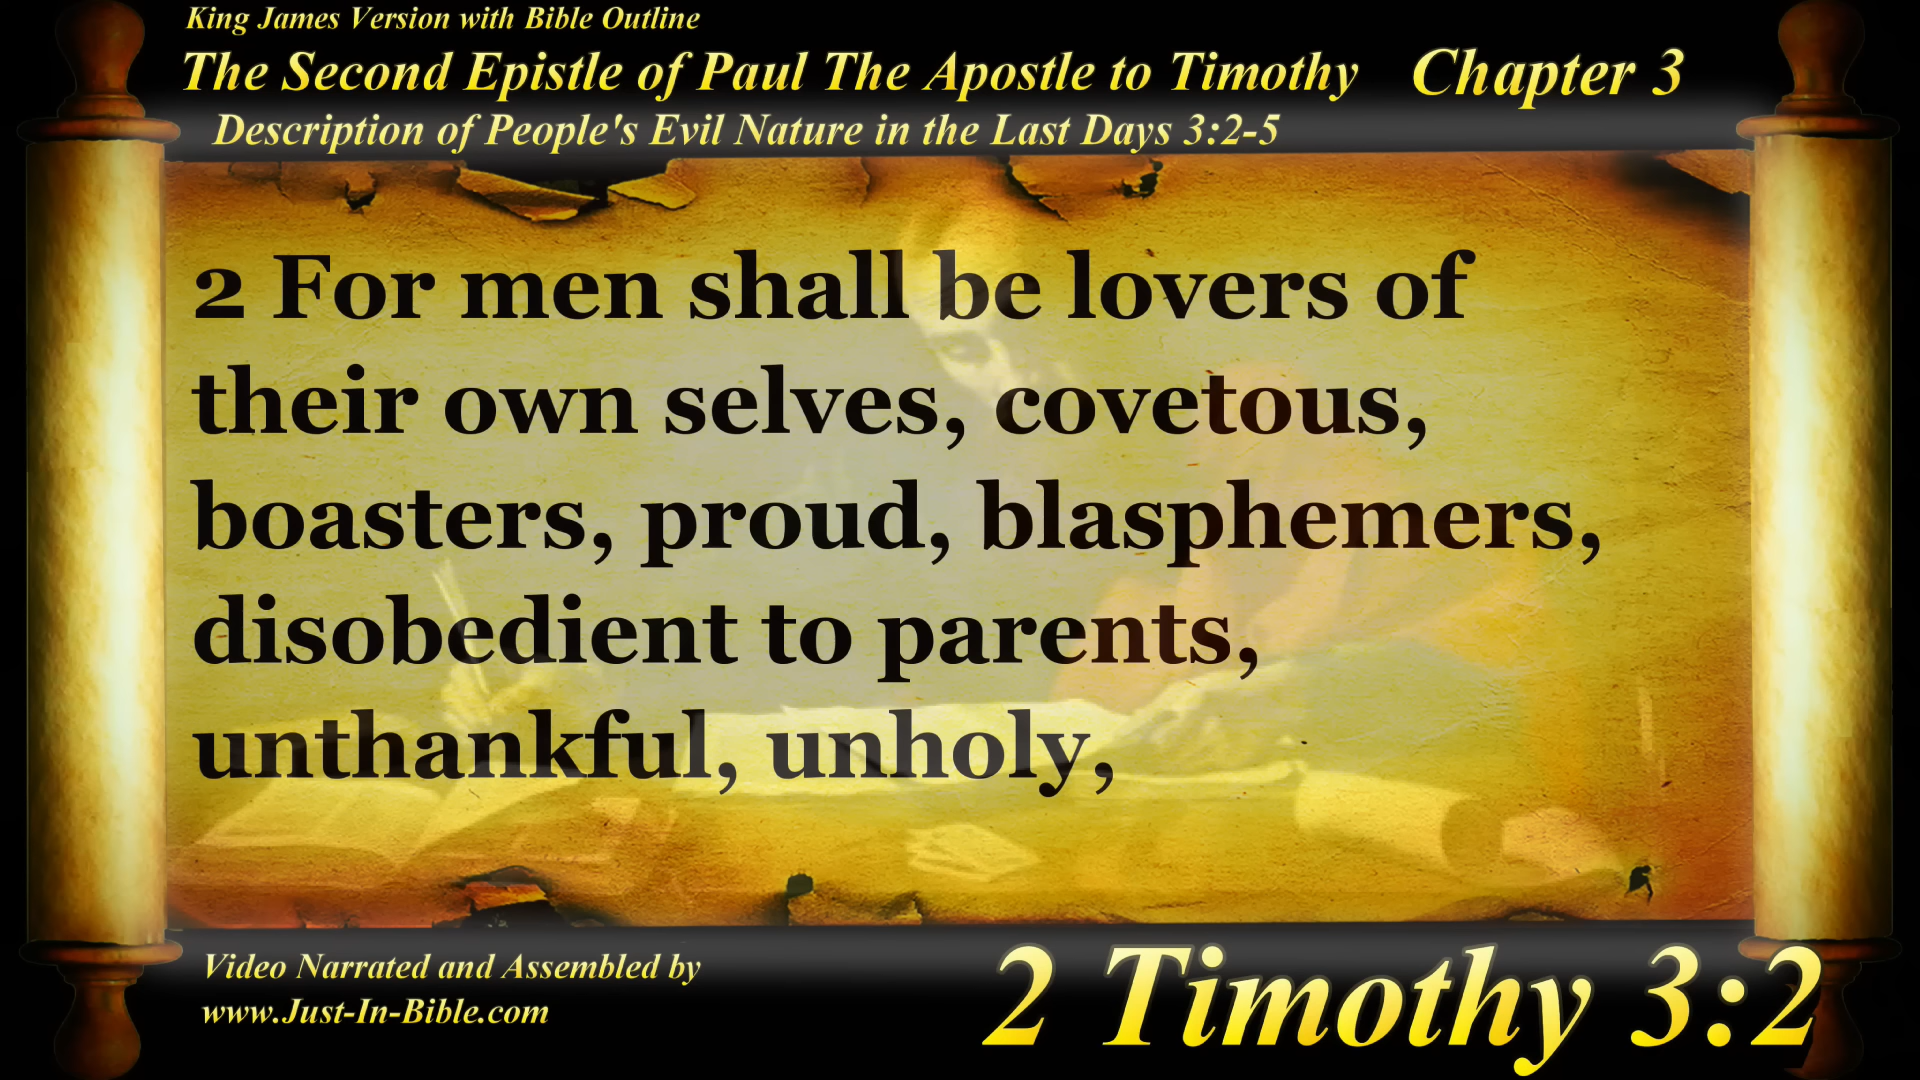 King James Version with Bible Outline
The Second Epistle of Paul The Apostle to Timothy Chapter 3
Description of People's Evil Nature in the Last Days 3:2-5
2 For men shall be lovers of
their own selves, covetous,
boasters, proud, blasphemers,
disobedient to parents,
unthankful, unholy,
Video Narrated and Assembled by
www.Just-In-Bible.com
2 Timothy 3:2